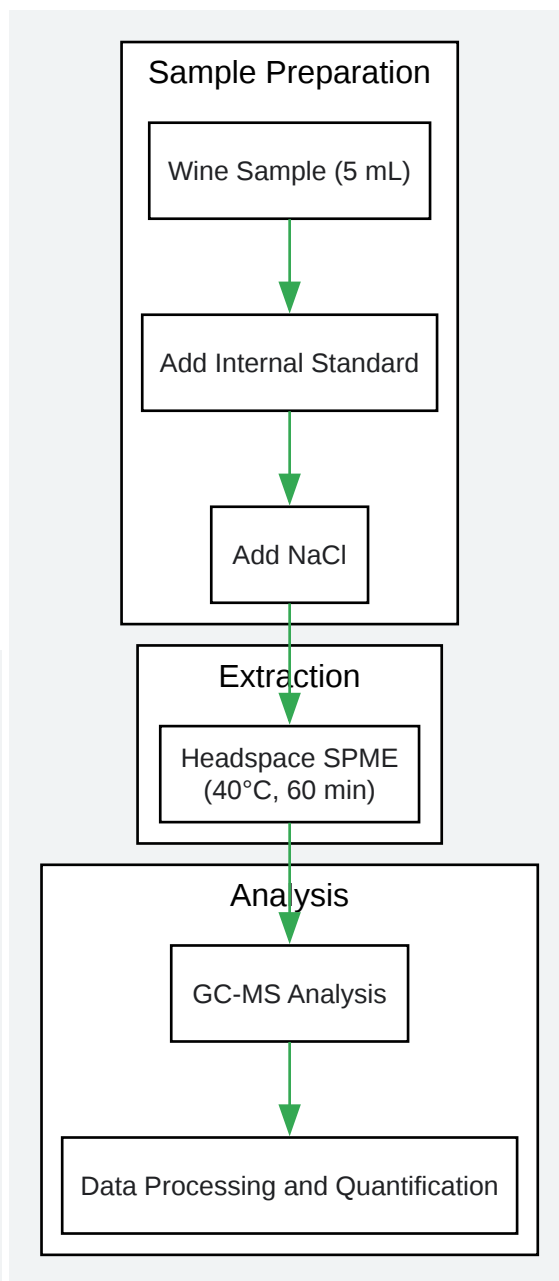 Sample Preparation
Wine Sample (5 mL)
Add Internal Standard
Add NaCl
Extraction
Headspace SPME
(40°C, 60 min)
Analysis
GC-MS Analysis
Data Processing and Quantification